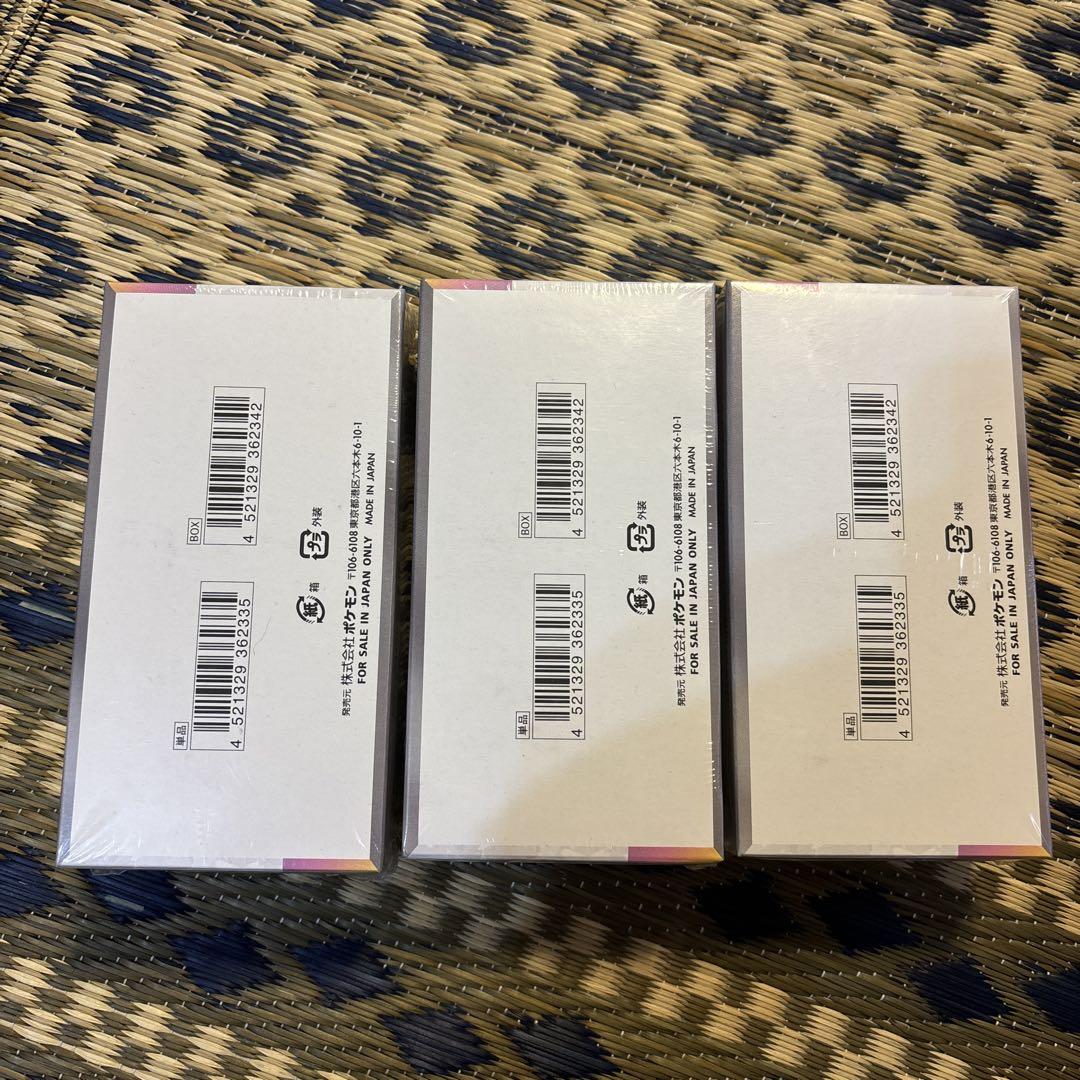 BOX
4 521329 362342
単品
4 521329 362335
紙 箱
プラ 外装
発売元 株式会社ポケモン 〒106-6108 東京都港区六本木6-10-1
FOR SALE IN JAPAN ONLY MADE IN JAPAN
BOX
4 521329 362342
単品
4 521329 362335
紙 箱
プラ 外装
発売元 株式会社ポケモン 〒106-6108 東京都港区六本木6-10-1
FOR SALE IN JAPAN ONLY MADE IN JAPAN
BOX
4 521329 362342
単品
4 521329 362335
紙 箱
プラ 外装
発売元 株式会社ポケモン 〒106-6108 東京都港区六本木6-10-1
FOR SALE IN JAPAN ONLY MADE IN JAPAN